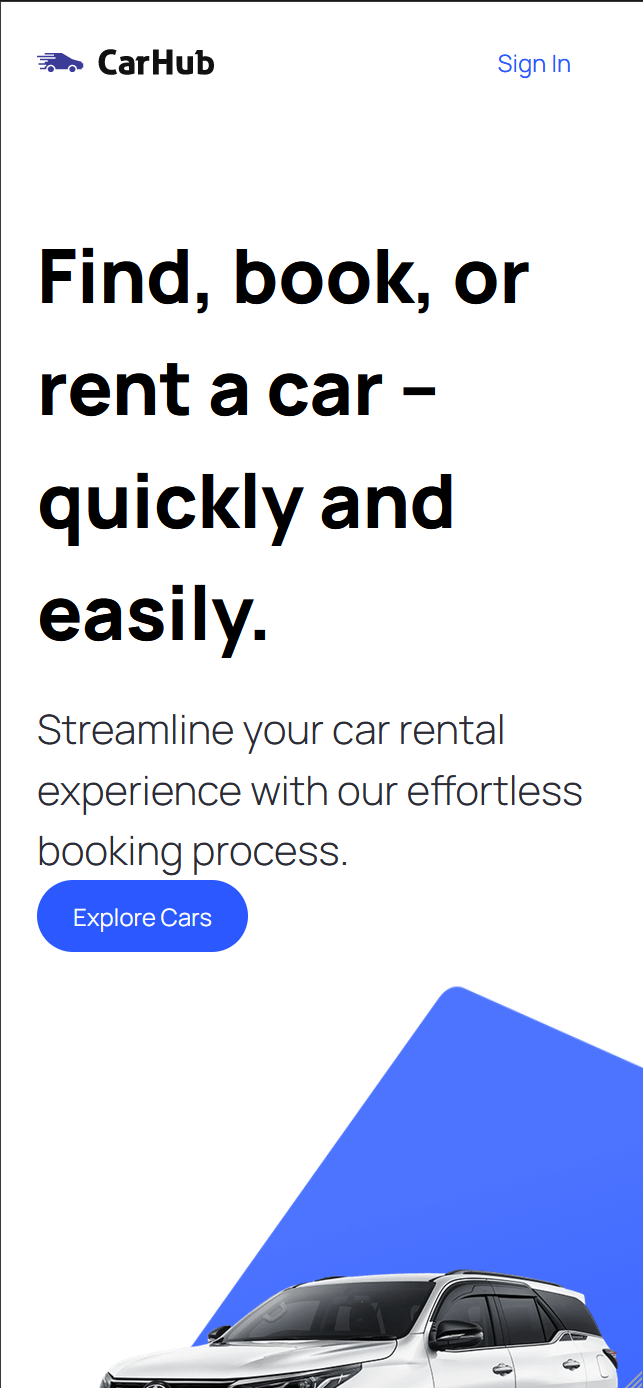 CarHub
Sign In
Find, book, or
rent a car –
quickly and
easily.
Streamline your car rental
experience with our effortless
booking process.
Explore Cars